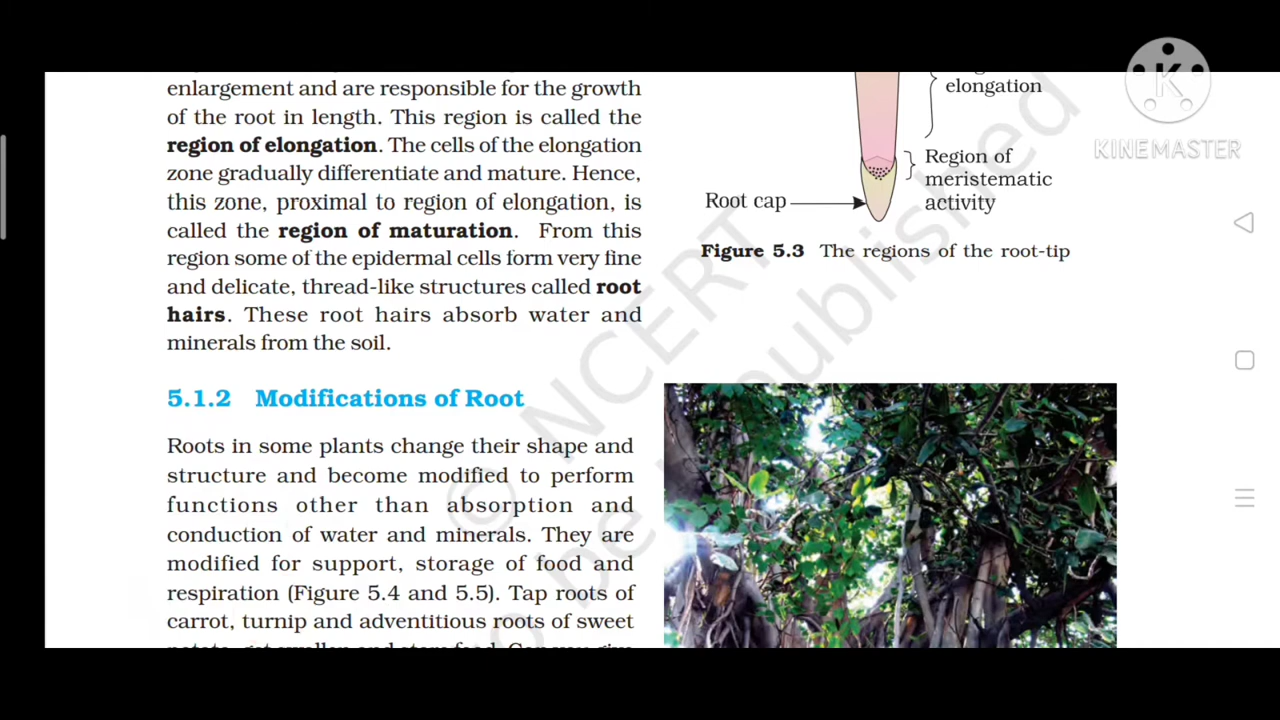 enlargement and are responsible for the growth
of the root in length. This region is called the
region of elongation. The cells of the elongation
zone gradually differentiate and mature. Hence,
this zone, proximal to region of elongation, is
called the region of maturation. From this
region some of the epidermal cells form very fine
and delicate, thread-like structures called root
hairs. These root hairs absorb water and
minerals from the soil.
5.1.2 Modifications of Root
Roots in some plants change their shape and
structure and become modified to perform
functions other than absorption and
conduction of water and minerals. They are
modified for support, storage of food and
respiration (Figure 5.4 and 5.5). Tap roots of
carrot, turnip and adventitious roots of sweet
elongation
Region of
meristematic
activity
Root cap
Figure 5.3 The regions of the root-tip
K
KINEMASTER
© NCERT
be
published